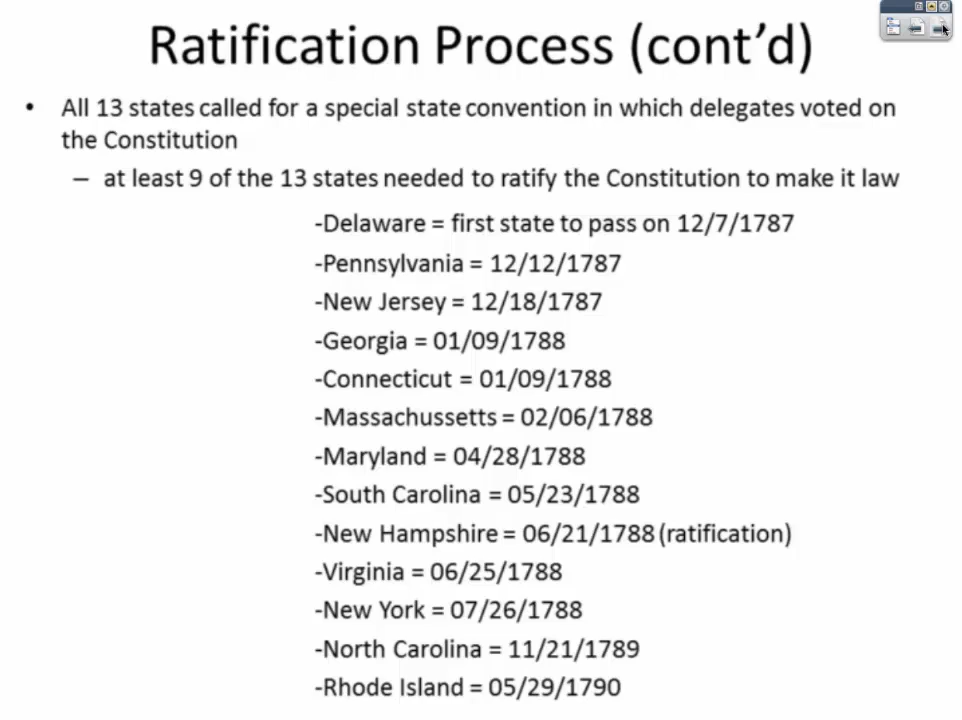 Ratification Process (cont’d)
• All 13 states called for a special state convention in which delegates voted on
the Constitution
– at least 9 of the 13 states needed to ratify the Constitution to make it law
-Delaware = first state to pass on 12/7/1787
-Pennsylvania = 12/12/1787
-New Jersey = 12/18/1787
-Georgia = 01/09/1788
-Connecticut = 01/09/1788
-Massachussetts = 02/06/1788
-Maryland = 04/28/1788
-South Carolina = 05/23/1788
-New Hampshire = 06/21/1788 (ratification)
-Virginia = 06/25/1788
-New York = 07/26/1788
-North Carolina = 11/21/1789
-Rhode Island = 05/29/1790